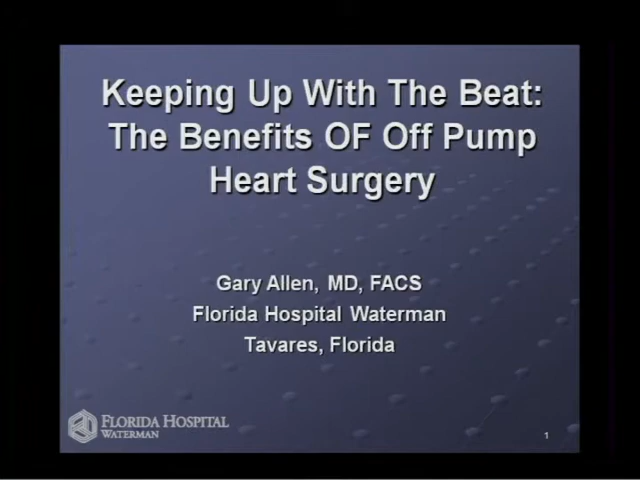 Keeping Up With The Beat:
The Benefits OF Off Pump
Heart Surgery
Gary Allen, MD, FACS
Florida Hospital Waterman
Tavares, Florida
FLORIDA HOSPITAL
WATERMAN
1